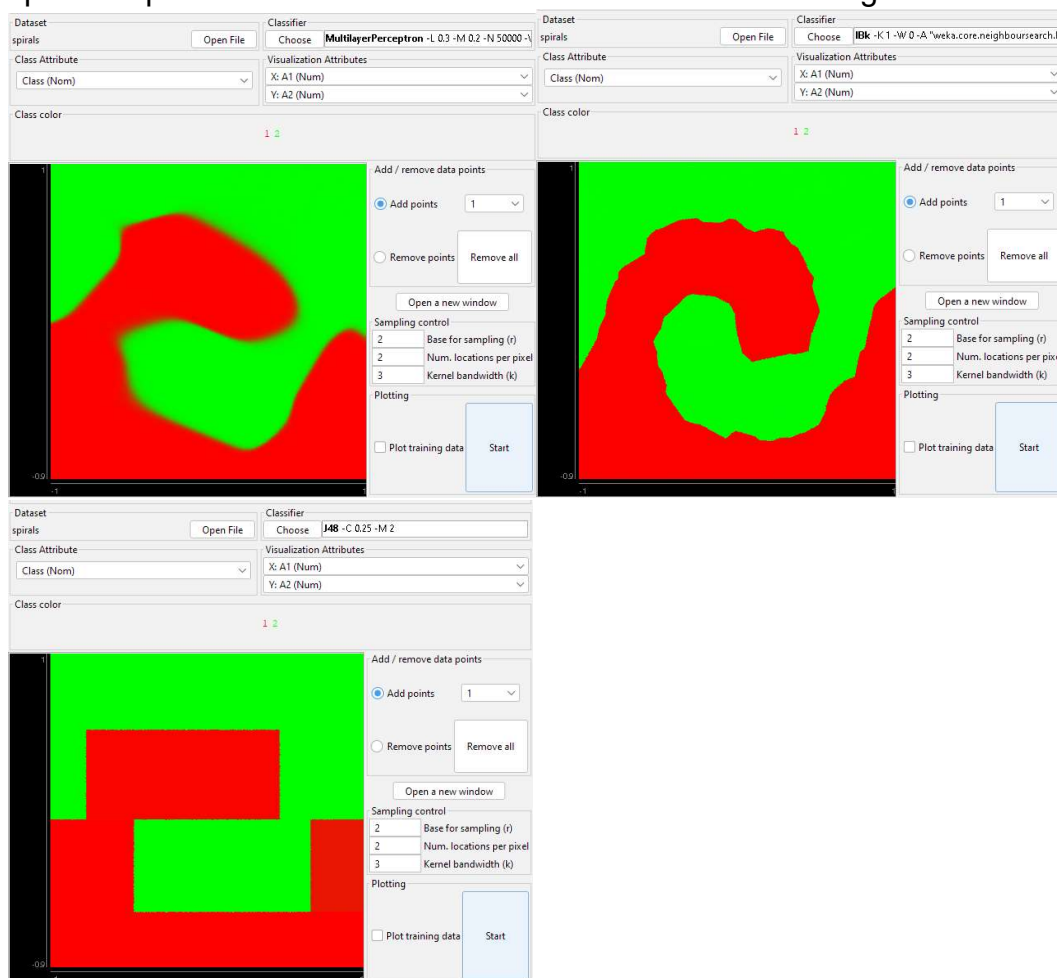 Dataset
spirals
Open File
Classifier
Choose MultilayerPerceptron -L 0.3 -M 0.2 -N 50000 -V
Class Attribute
Class (Nom)
Visualization Attributes
X: A1 (Num)
Y: A2 (Num)
Class color
1 2
1
-0.9
-1
1
Add / remove data points
Add points 1
Remove points Remove all
Open a new window
Sampling control
2 Base for sampling (r)
2 Num. locations per pixel
3 Kernel bandwidth (k)
Plotting
Plot training data Start
Dataset
spirals
Open File
Classifier
Choose IBk -K 1 -W 0 -A "weka.core.neighboursearch.
Class Attribute
Class (Nom)
Visualization Attributes
X: A1 (Num)
Y: A2 (Num)
Class color
1 2
1
-0.9
-1
1
Add / remove data points
Add points 1
Remove points Remove all
Open a new window
Sampling control
2 Base for sampling (r)
2 Num. locations per pixe
3 Kernel bandwidth (k)
Plotting
Plot training data Start
Dataset
spirals
Open File
Classifier
Choose J48 -C 0.25 -M 2
Class Attribute
Class (Nom)
Visualization Attributes
X: A1 (Num)
Y: A2 (Num)
Class color
1 2
1
-0.9
Add / remove data points
Add points 1
Remove points Remove all
Open a new window
Sampling control
2 Base for sampling (r)
2 Num. locations per pixel
3 Kernel bandwidth (k)
Plotting
Plot training data Start